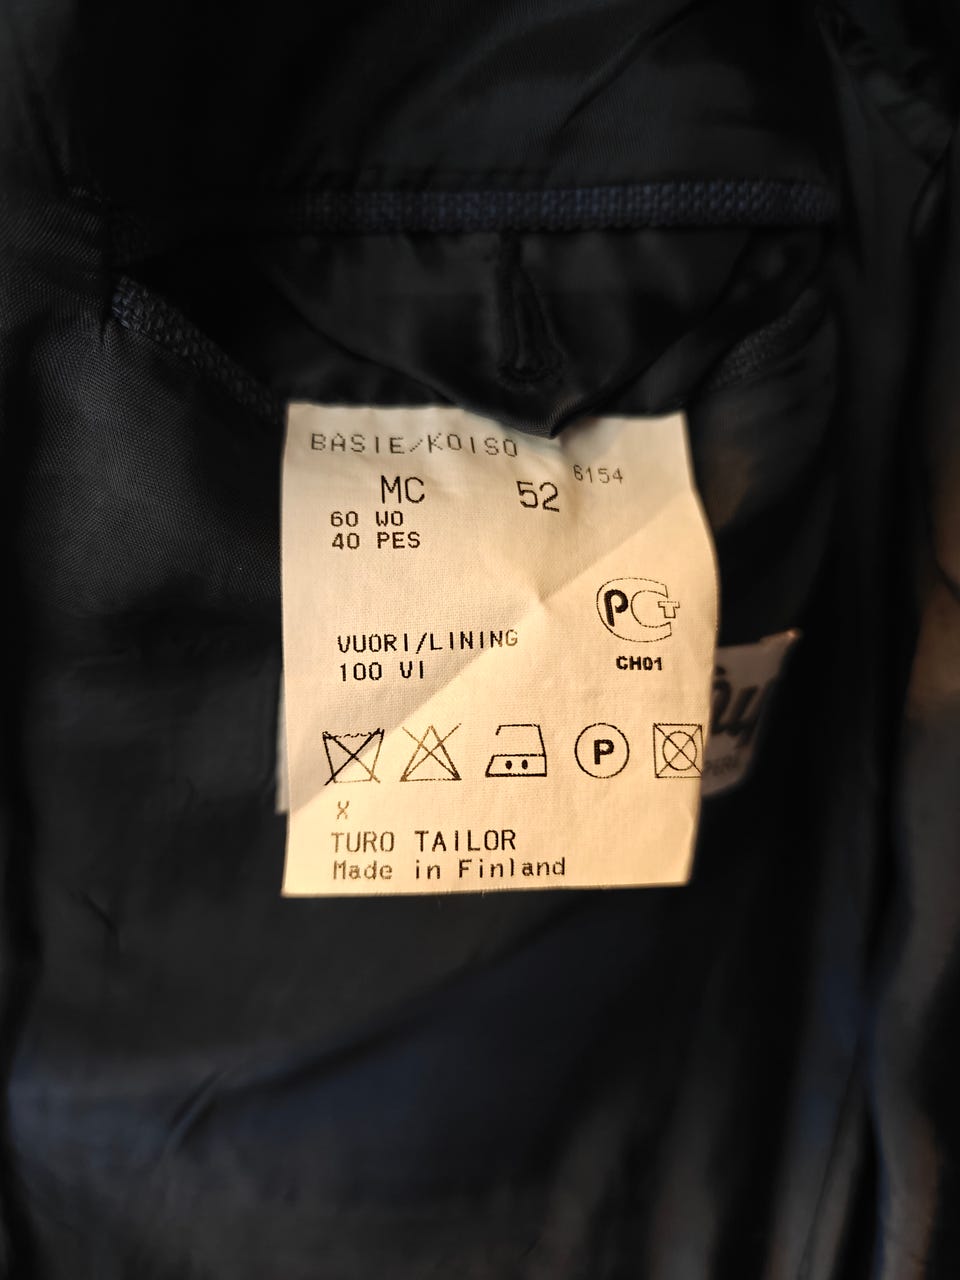 BASIE/KOISO
6154
MC 52
60 WO
40 PES
PCT
CH01
VUORI/LINING
100 VI
P
X
TURO TAILOR
Made in Finland